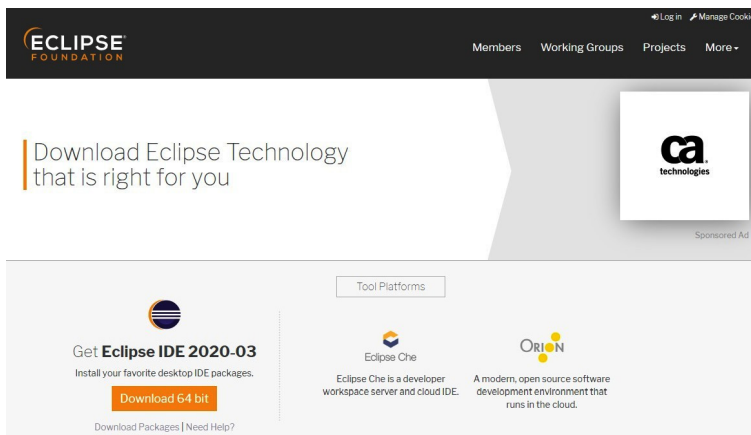 Log in Manage Cooki
ECLIPSE
FOUNDATION
Members Working Groups Projects More
Download Eclipse Technology
that is right for you
ca
technologies
Sponsored Ad
Tool Platforms
Get Eclipse IDE 2020-03
Install your favorite desktop IDE packages.
Download 64 bit
Download Packages | Need Help?
Eclipse Che
Eclipse Che is a developer
workspace server and cloud IDE.
ORION
A modern, open source software
development environment that
runs in the cloud.